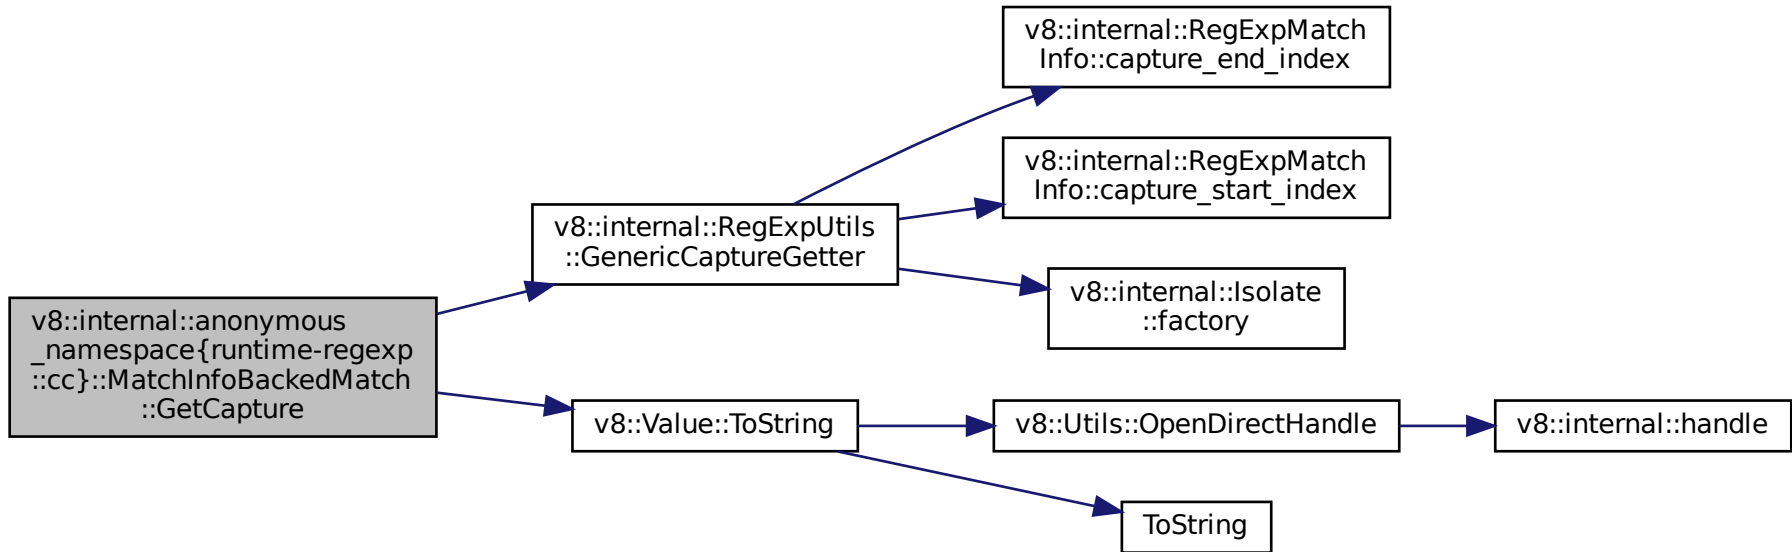 v8::internal::RegExpMatch
Info::capture_end_index
v8::internal::RegExpMatch
Info::capture_start_index
v8::internal::RegExpUtils
::GenericCaptureGetter
v8::internal::Isolate
::factory
v8::internal::anonymous
_namespace{runtime-regexp
::cc}::MatchInfoBackedMatch
::GetCapture
v8::Value::ToString
v8::Utils::OpenDirectHandle
v8::internal::handle
ToString